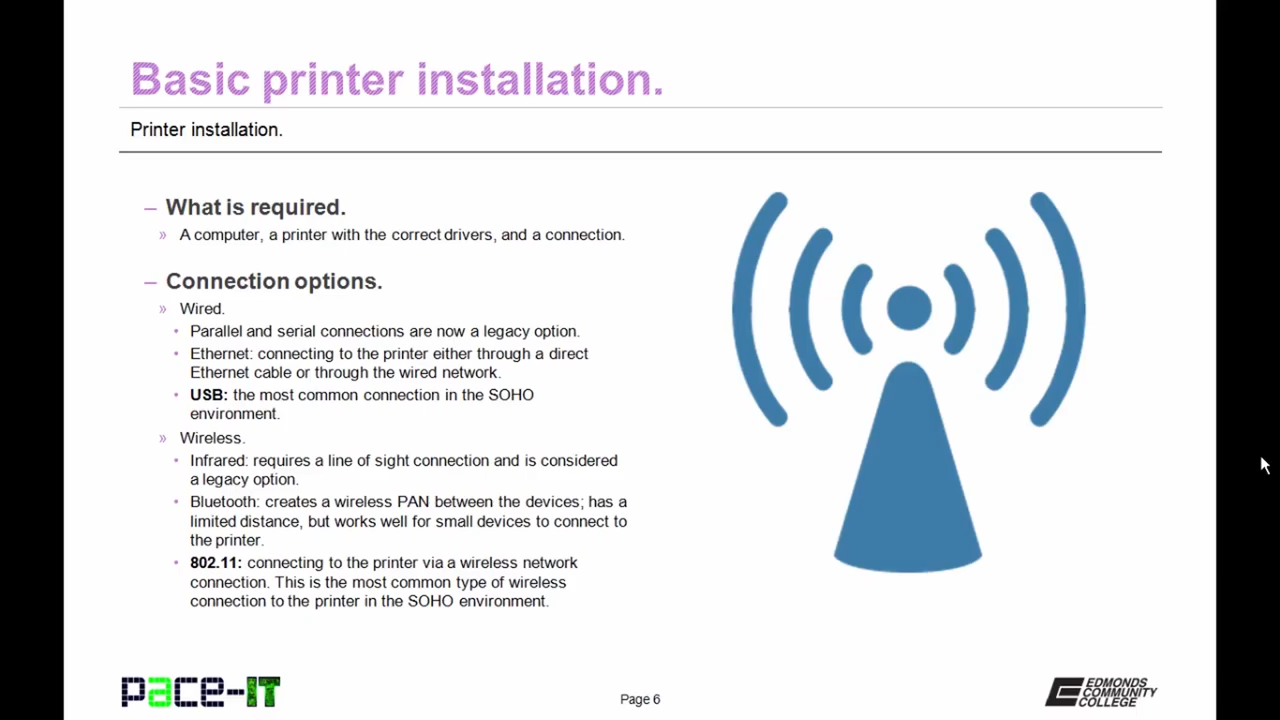 Basic printer installation.
Printer installation.
– What is required.
» A computer, a printer with the correct drivers, and a connection.
– Connection options.
» Wired.
• Parallel and serial connections are now a legacy option.
• Ethernet: connecting to the printer either through a direct
Ethernet cable or through the wired network.
• USB: the most common connection in the SOHO
environment.
» Wireless.
• Infrared: requires a line of sight connection and is considered
a legacy option.
• Bluetooth: creates a wireless PAN between the devices; has a
limited distance, but works well for small devices to connect to
the printer.
• 802.11: connecting to the printer via a wireless network
connection. This is the most common type of wireless
connection to the printer in the SOHO environment.
pace-IT
Page 6
EDMONDS
COMMUNITY
COLLEGE